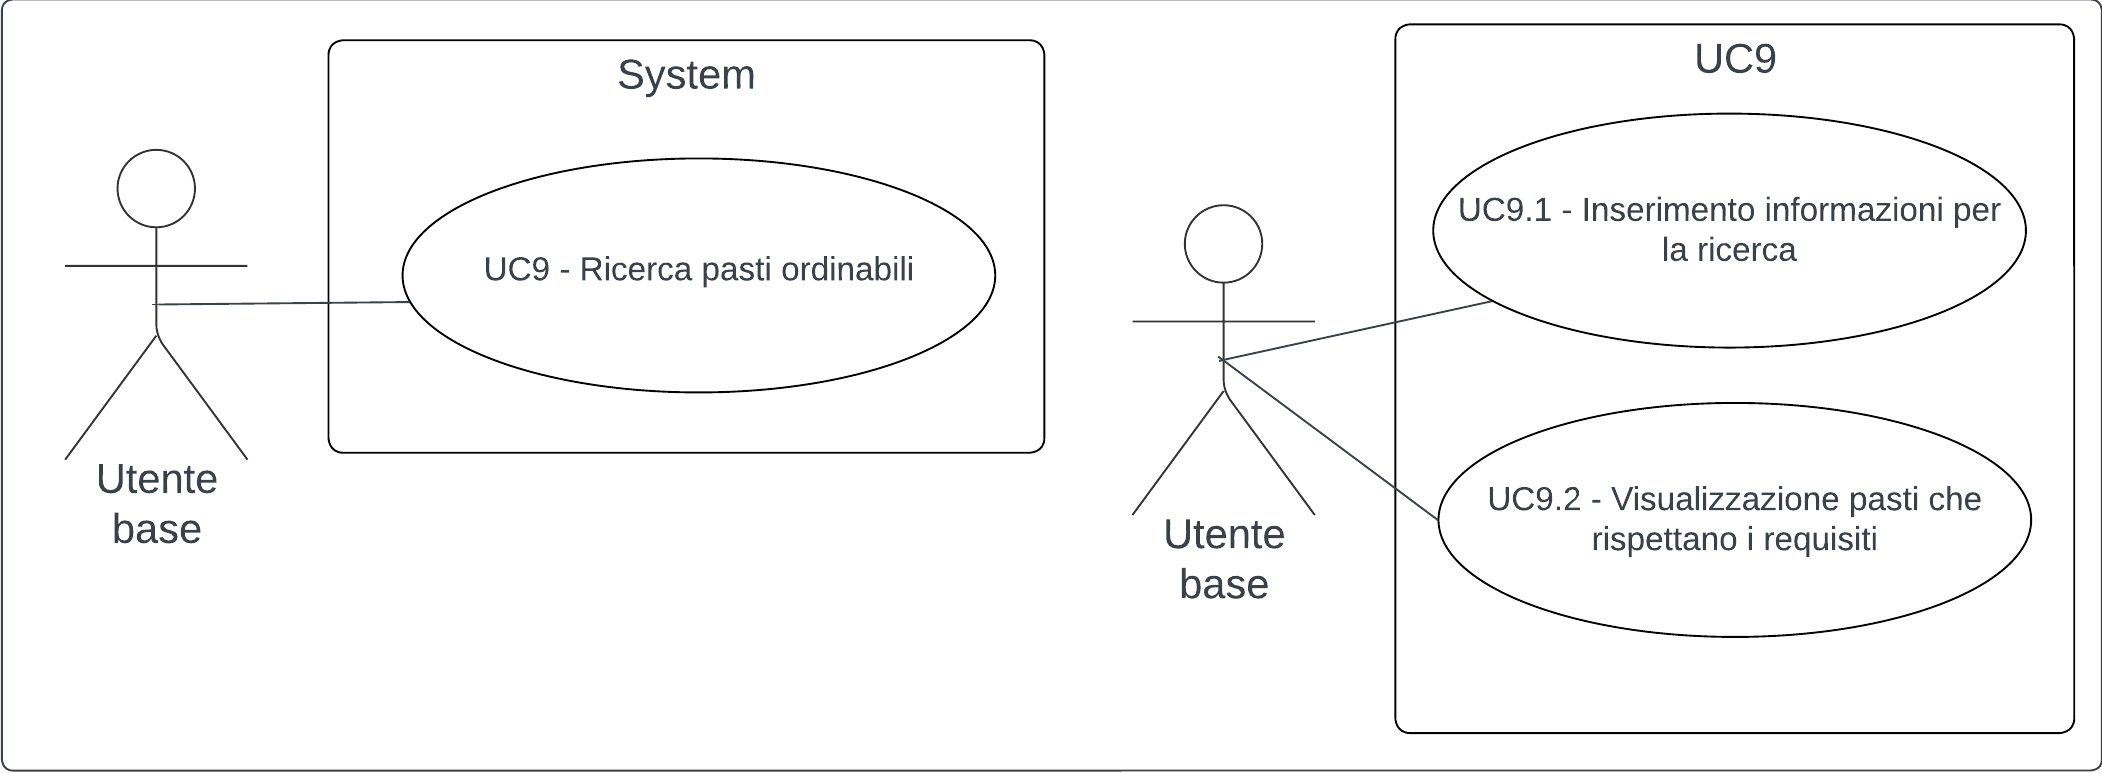 System
UC9 - Ricerca pasti ordinabili
Utente
base
UC9
UC9.1 - Inserimento informazioni per
la ricerca
UC9.2 - Visualizzazione pasti che
rispettano i requisiti
Utente
base